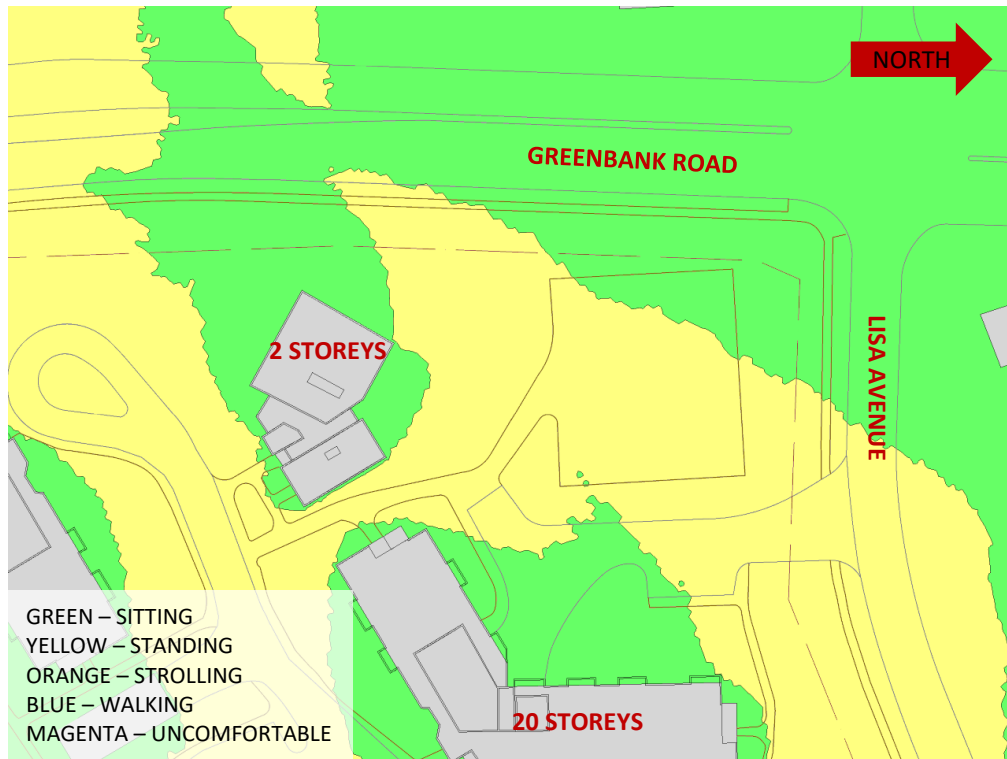 NORTH
GREENBANK ROAD
2 STOREYS
LISA AVENUE
GREEN – SITTING
YELLOW – STANDING
ORANGE – STROLLING
BLUE – WALKING
MAGENTA – UNCOMFORTABLE
20 STOREYS